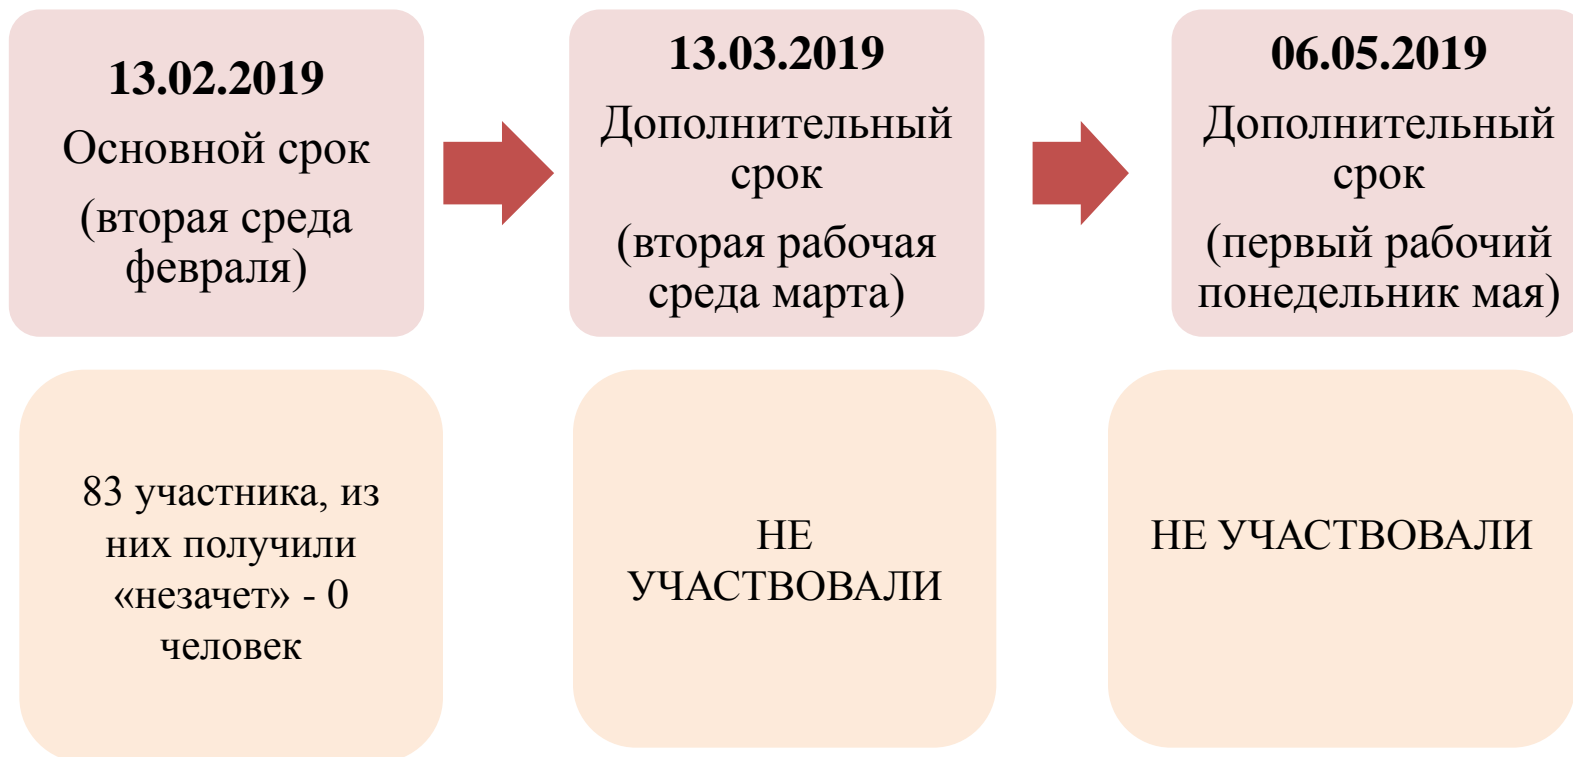 13.02.2019
Основной срок
(вторая среда
февраля)
13.03.2019
Дополнительный
срок
(вторая рабочая
среда марта)
06.05.2019
Дополнительный
срок
(первый рабочий
понедельник мая)
83 участника, из
них получили
«незачет» - 0
человек
НЕ
УЧАСТВОВАЛИ
НЕ УЧАСТВОВАЛИ